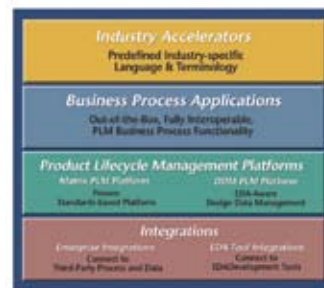 Industry Accelerators
Predefined Industry-specific
Language & Terminology
Business Process Applications
Out-of-the-Box, Fully Interoperable,
PLM Business Process Functionality
Product Lifecycle Management Platforms
Matrix PLM Platform
Proven
Standards-based Platform
PLM Platform
EDA-Aware
Design Data Management
Integrations
Enterprise Integrations
Connect to
Third-Party Process and Data
EDA Tool Integrations
Connect to
EDA Development Tools